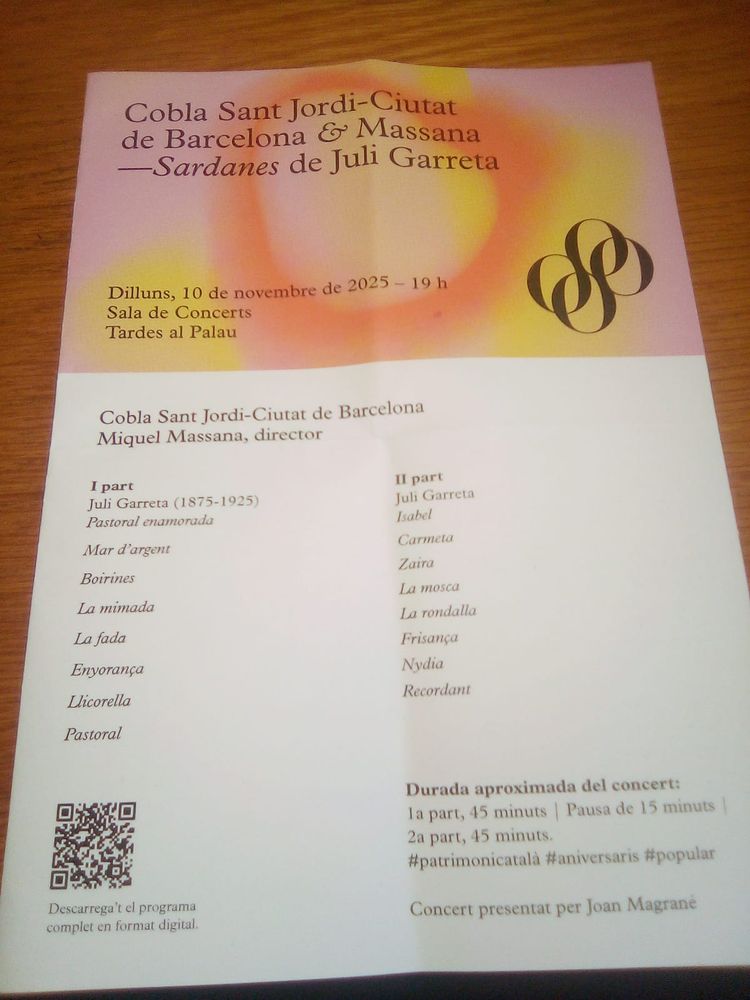 Cobla Sant Jordi-Ciutat
de Barcelona & Massana
—Sardanes de Juli Garreta
Dilluns, 10 de novembre de 2025 – 19 h
Sala de Concerts
Tardes al Palau
Cobla Sant Jordi-Ciutat de Barcelona
Miquel Massana, director
I part
Juli Garreta (1875-1925)
Pastoral enamorada
Mar d'argent
Boirines
La mimada
La fada
Enyorança
Llicorella
Pastoral
II part
Juli Garreta
Isabel
Carmeta
Zaira
La mosca
La rondalla
Frisança
Nydia
Recordant
Descarrega't el programa
complet en format digital.
Durada aproximada del concert:
1a part, 45 minuts | Pausa de 15 minuts |
2a part, 45 minuts.
#patrimonicatalà #aniversaris #popular
Concert presentat per Joan Magrané